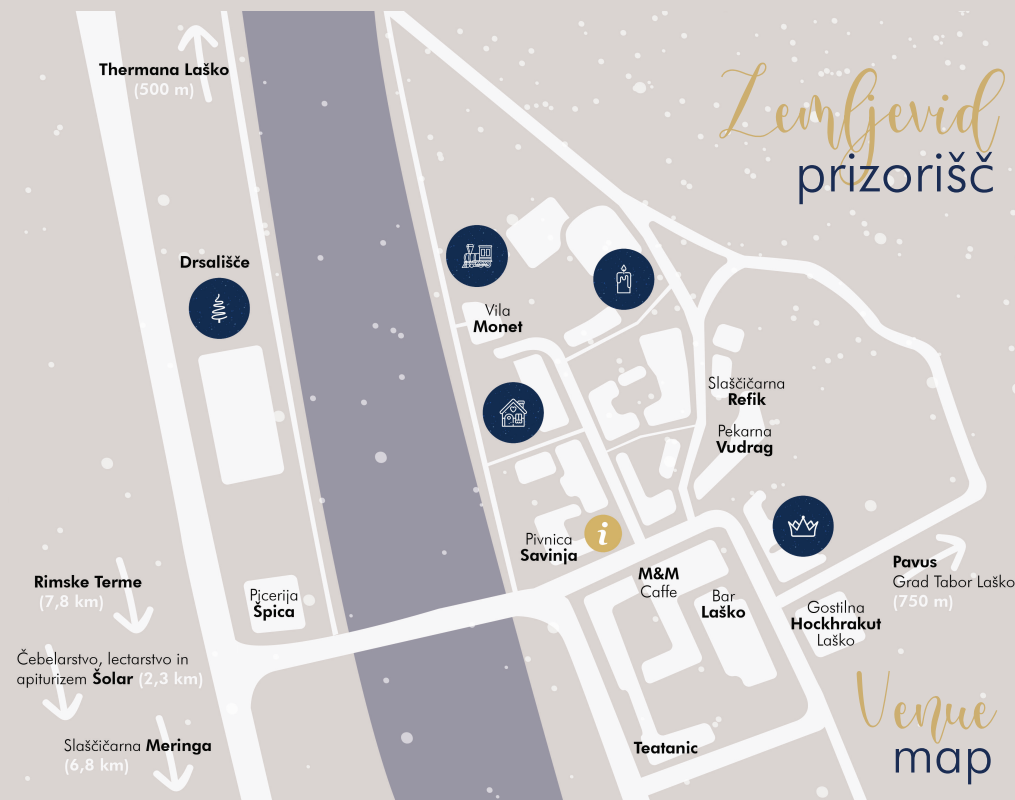 Zemljevid
prizorišč
Thermana Laško
(500 m)
Drsališče
Vila
Monet
Slaščičarna
Refik
Pekarna
Vudrag
Pivnica
Savinja
i
M&M
Caffe
Bar
Laško
Pavus
Grad Tabor Laško
(750 m)
Gostilna
Hockhrakut
Laško
Rimske Terme
(7,8 km)
Picerija
Špica
Čebelarstvo, lectarstvo in
apiturizem Šolar (2,3 km)
Slaščičarna Meringa
(6,8 km)
Teatanic
Venue
map